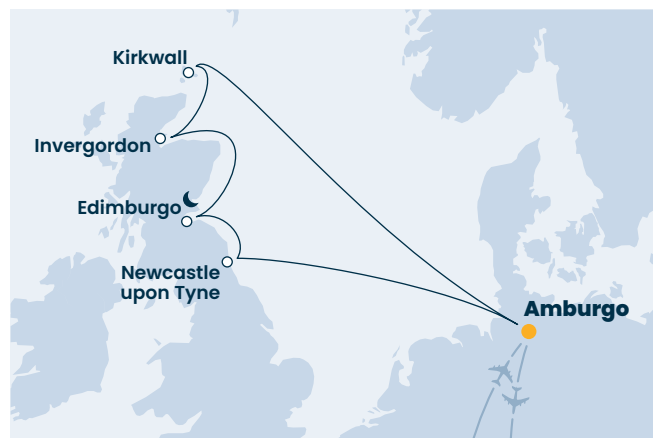 Kirkwall
Invergordon
Edimburgo
Newcastle
upon Tyne
Amburgo